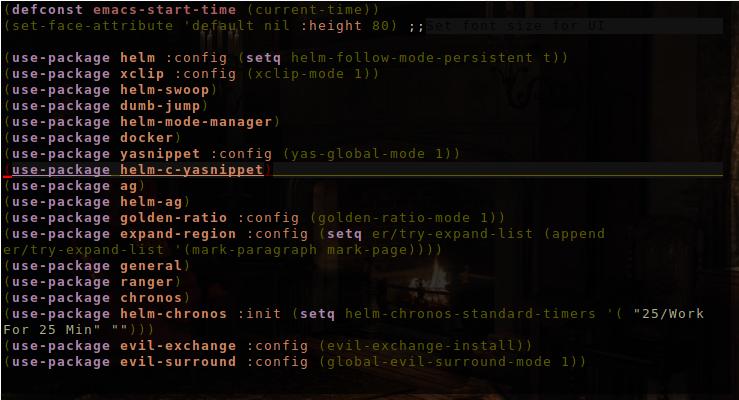 (defconst emacs-start-time (current-time))
(set-face-attribute 'default nil :height 80) ;;Set font size for UI
(use-package helm :config (setq helm-follow-mode-persistent t))
(use-package xclip :config (xclip-mode 1))
(use-package helm-swoop)
(use-package dumb-jump)
(use-package helm-mode-manager)
(use-package docker)
(use-package yasnippet :config (yas-global-mode 1))
(use-package helm-c-yasnippet)
(use-package ag)
(use-package helm-ag)
(use-package golden-ratio :config (golden-ratio-mode 1))
(use-package expand-region :config (setq er/try-expand-list (append
er/try-expand-list '(mark-paragraph mark-page))))
(use-package general)
(use-package ranger)
(use-package chronos)
(use-package helm-chronos :init (setq helm-chronos-standard-timers '( "25/Work
For 25 Min" "")))
(use-package evil-exchange :config (evil-exchange-install))
(use-package evil-surround :config (global-evil-surround-mode 1))